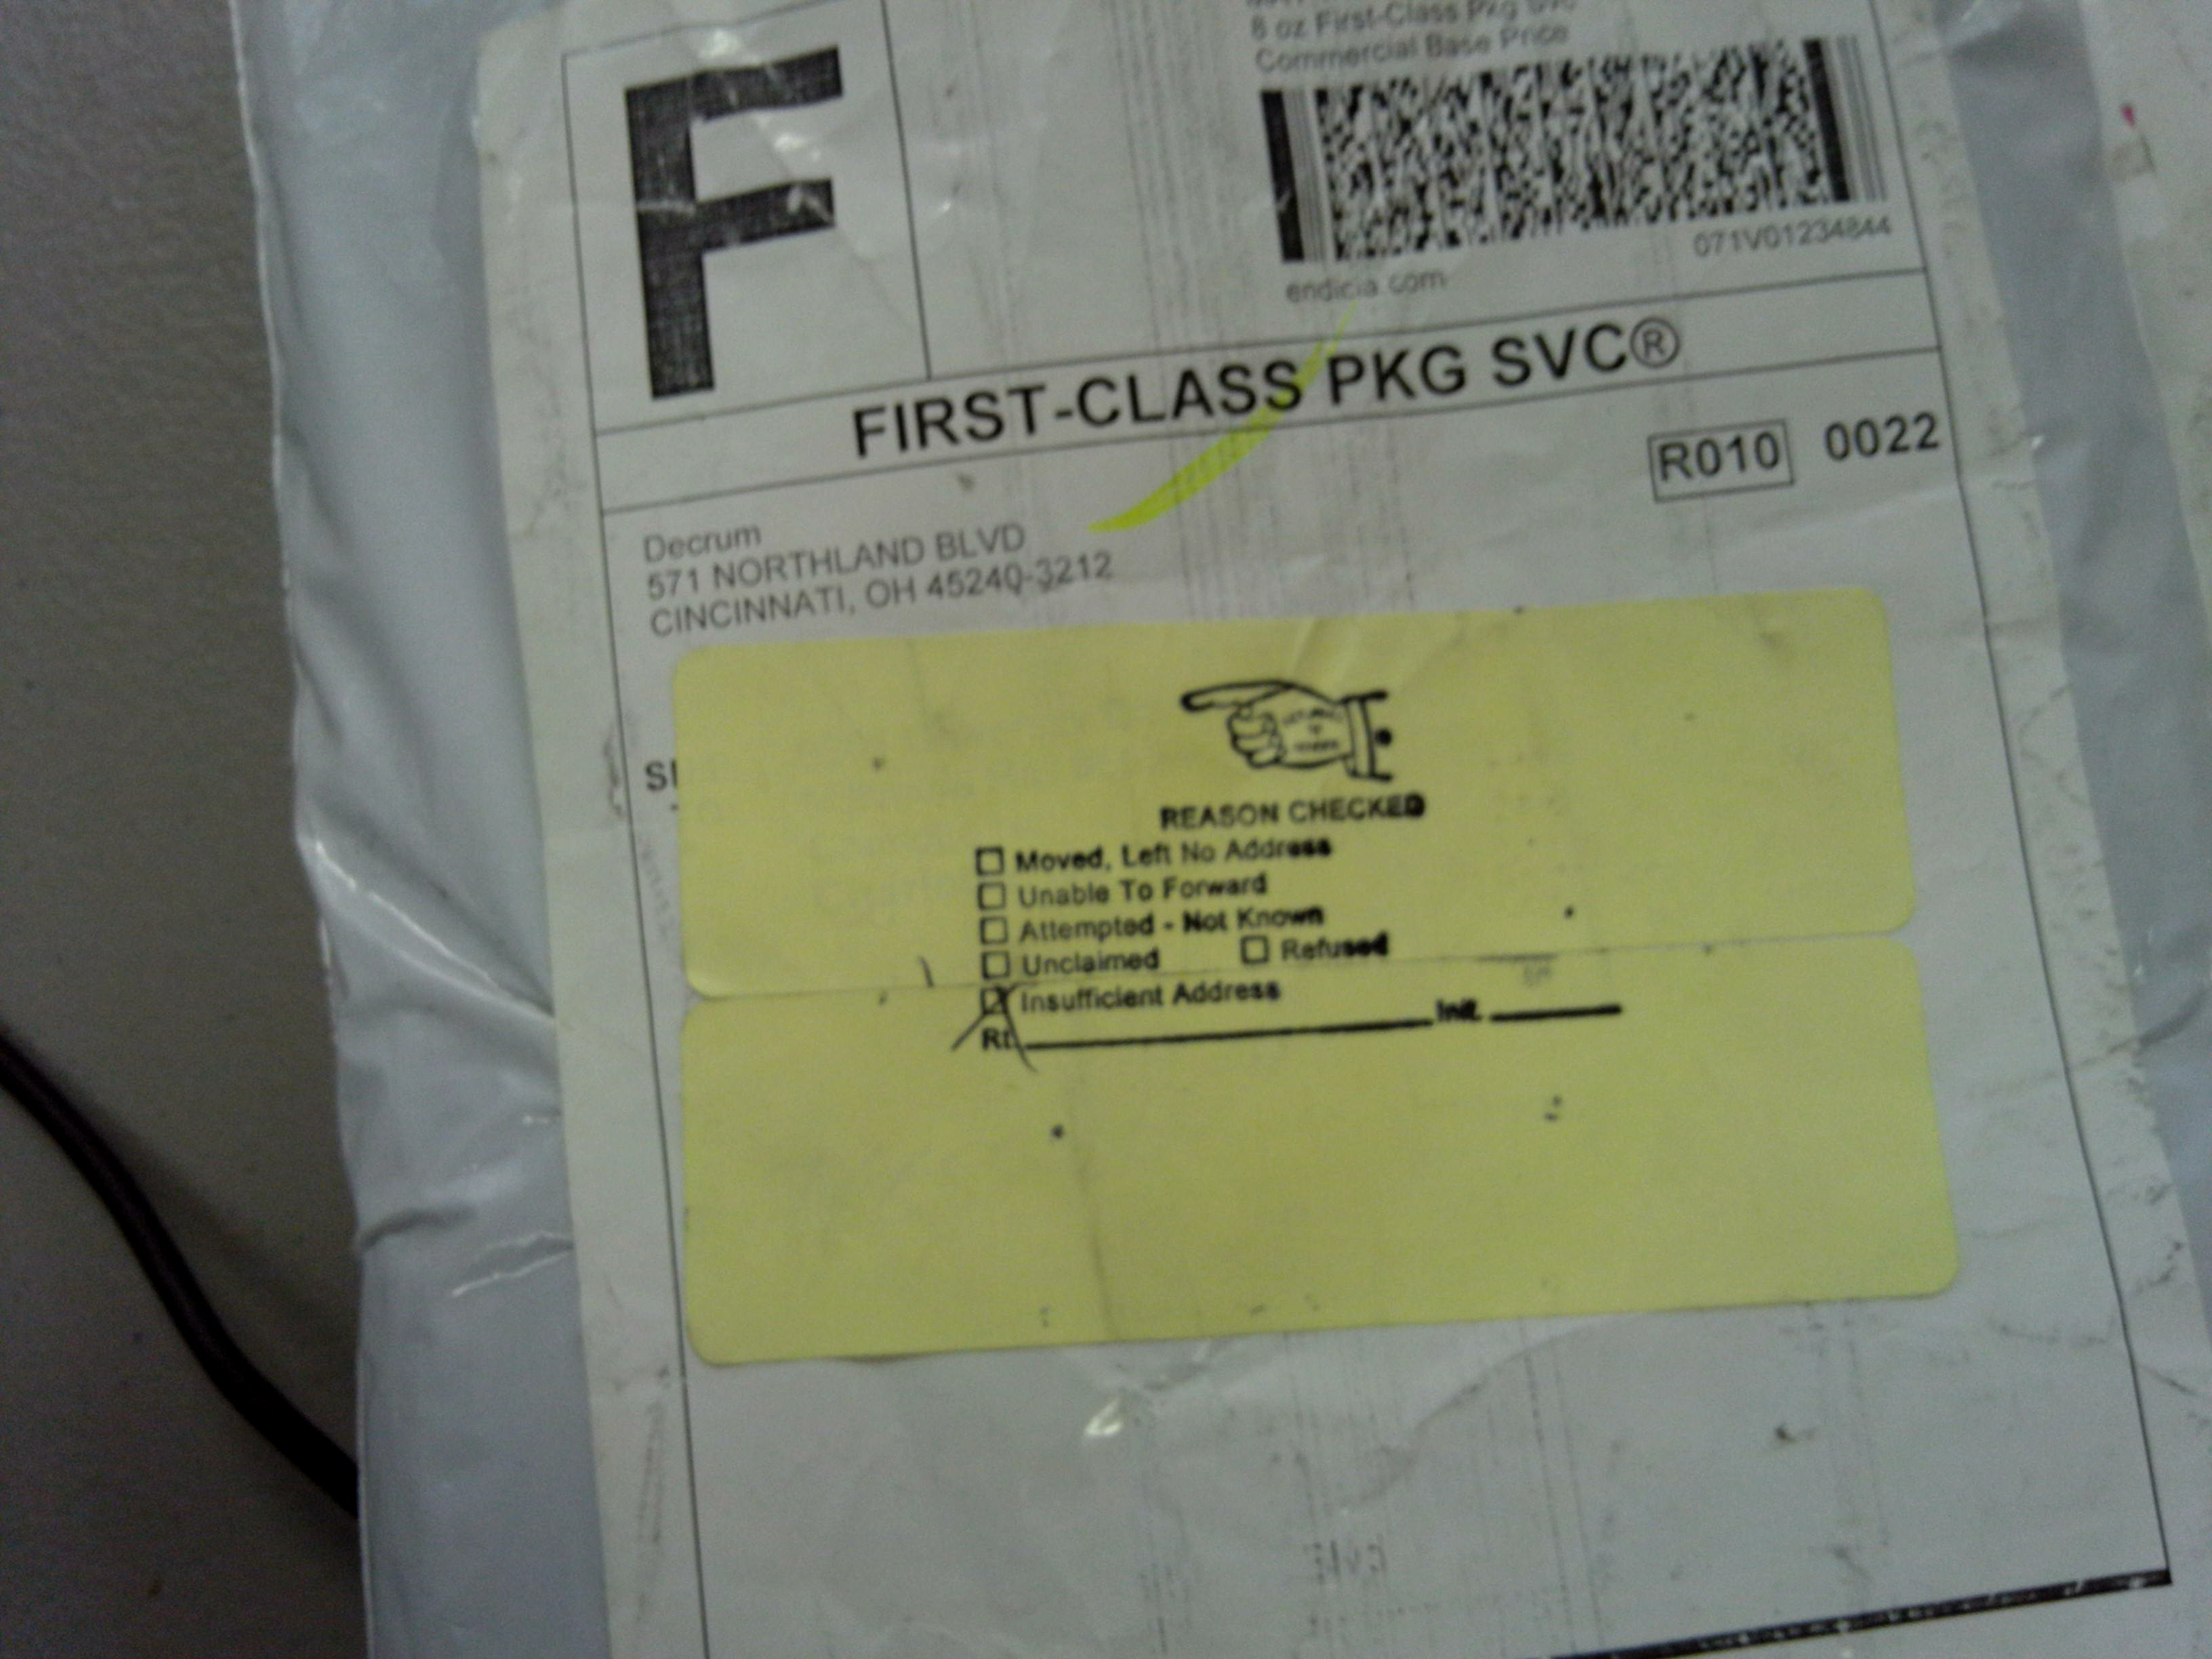 F
8 oz First-Class Pkg Svc
Commercial Base Price
071V01234844
endicia.com
FIRST-CLASS PKG SVC®
R010 0022
Decrum
571 NORTHLAND BLVD
CINCINNATI, OH 45240-3212
REASON CHECKED
Moved, Left No Address
Unable To Forward
Attempted - Not Known
Unclaimed Refused
Insufficient Address
Rt. Init.